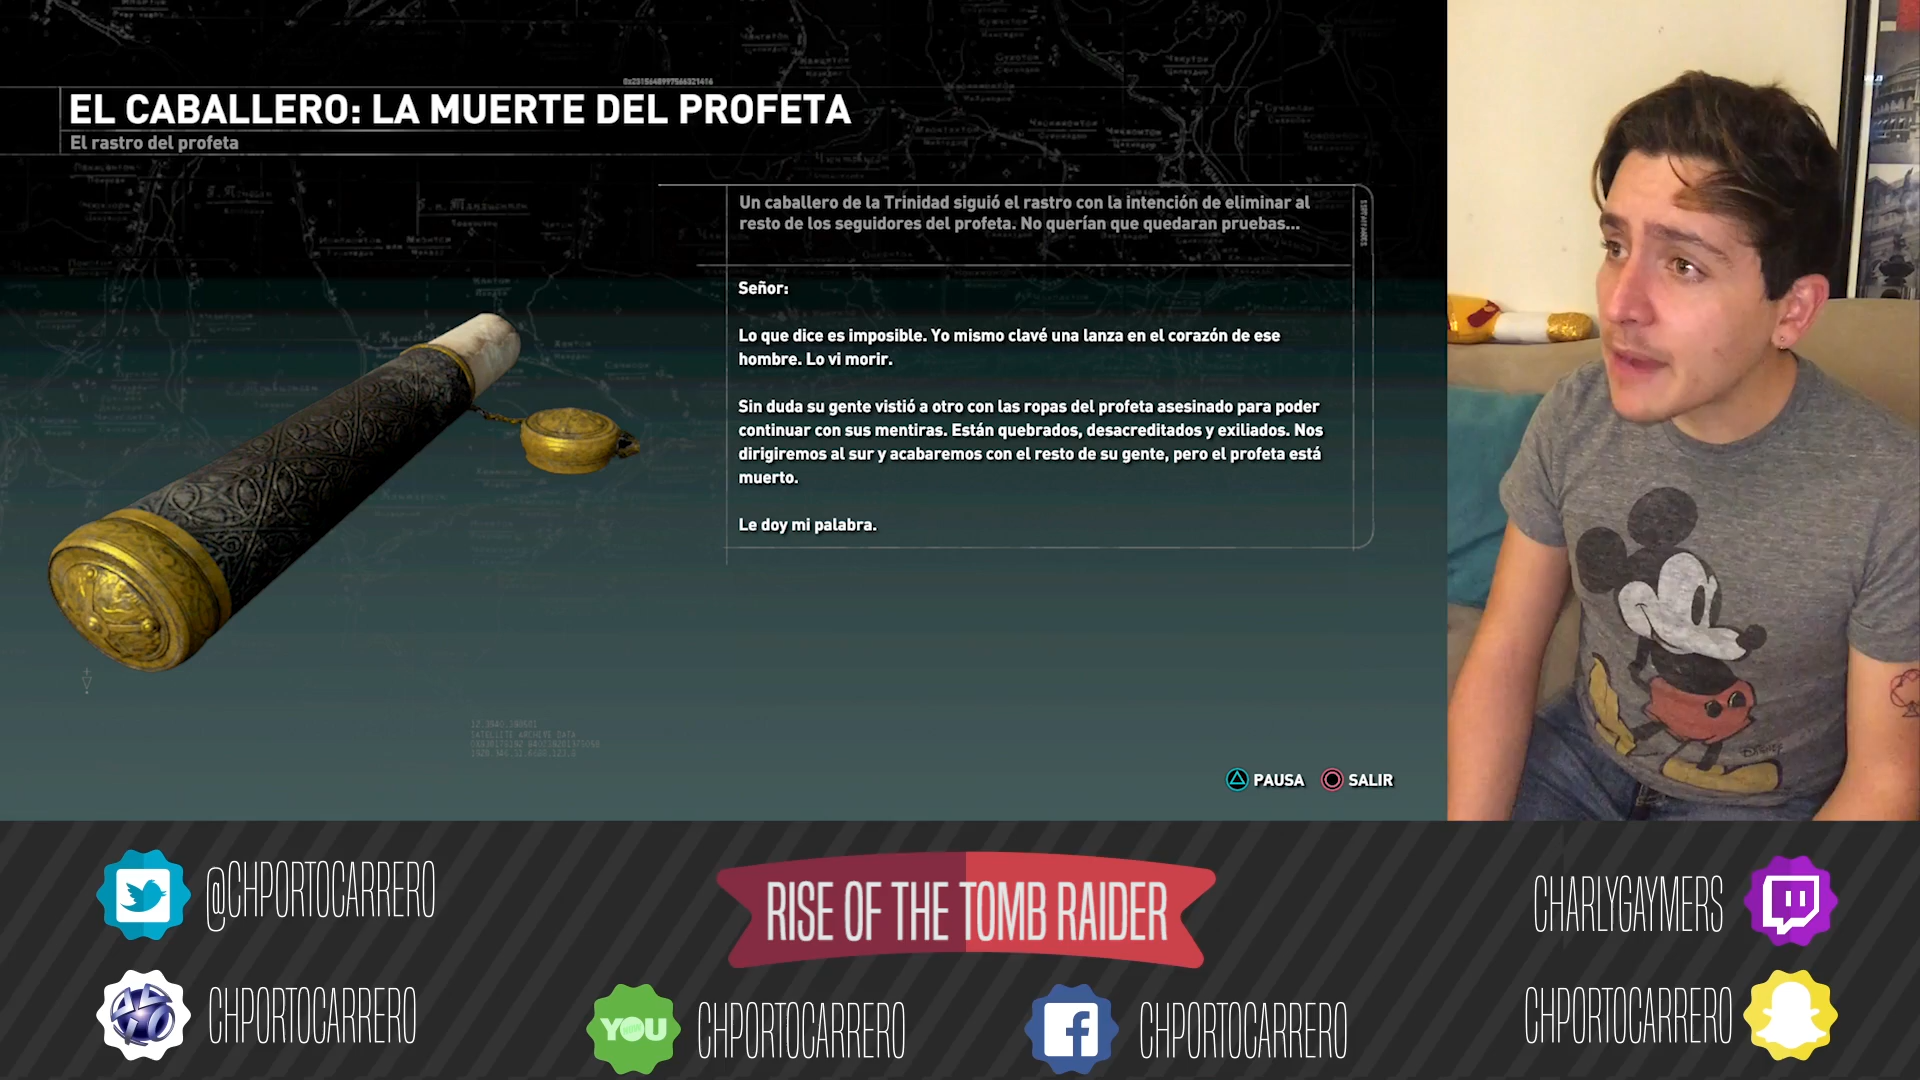 0x2315648997566321416
EL CABALLERO: LA MUERTE DEL PROFETA
El rastro del profeta
Un caballero de la Trinidad siguió el rastro con la intención de eliminar al
resto de los seguidores del profeta. No querían que quedaran pruebas...
Señor:
Lo que dice es imposible. Yo mismo clavé una lanza en el corazón de ese
hombre. Lo vi morir.
Sin duda su gente vistió a otro con las ropas del profeta asesinado para poder
continuar con sus mentiras. Están quebrados, desacreditados y exiliados. Nos
dirigiremos al sur y acabaremos con el resto de su gente, pero el profeta está
muerto.
Le doy mi palabra.
SATELLITE ARCHIVE DATA
PAUSA SALIR
Disney
@CHPORTOCARRERO
RISE OF THE TOMB RAIDER
CHARLYGAYMERS
CHPORTOCARRERO
YOU CHPORTOCARRERO
CHPORTOCARRERO
CHPORTOCARRERO